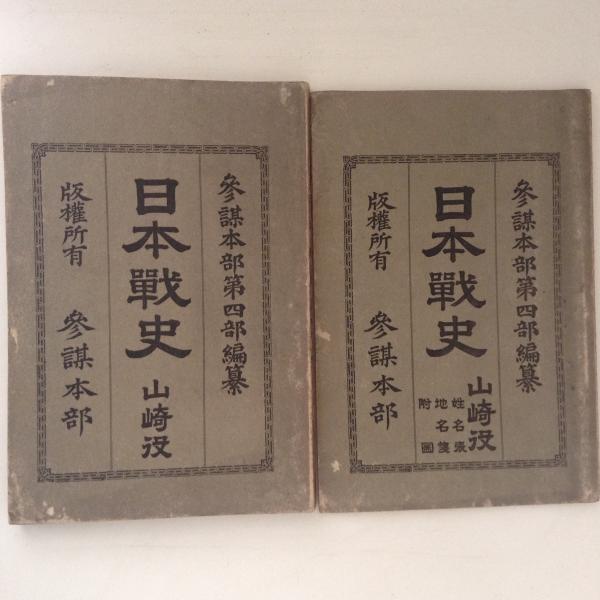 參謀本部第四部編纂
日本戰史
山崎役
版權所有 參謀本部
參謀本部第四部編纂
日本戰史
山崎役
姓名表
地名箋
附圖
版權所有 參謀本部